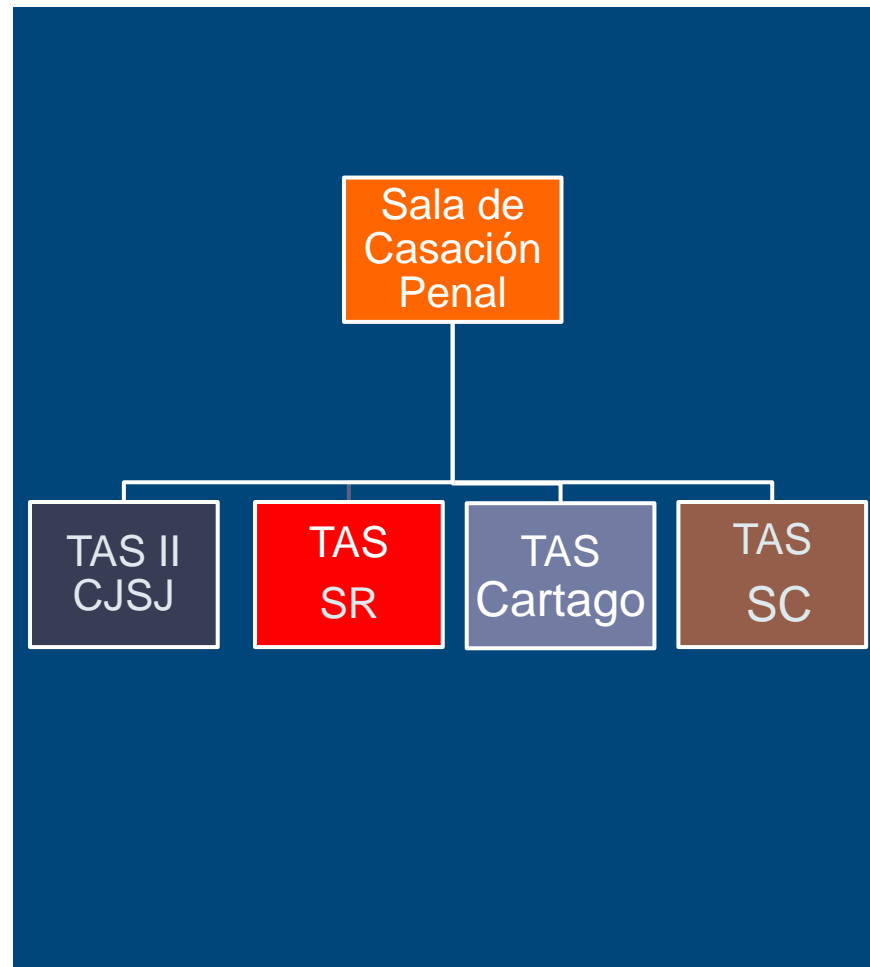 Sala de
Casación
Penal
TAS II
CJSJ
TAS
SR
TAS
Cartago
TAS
SC